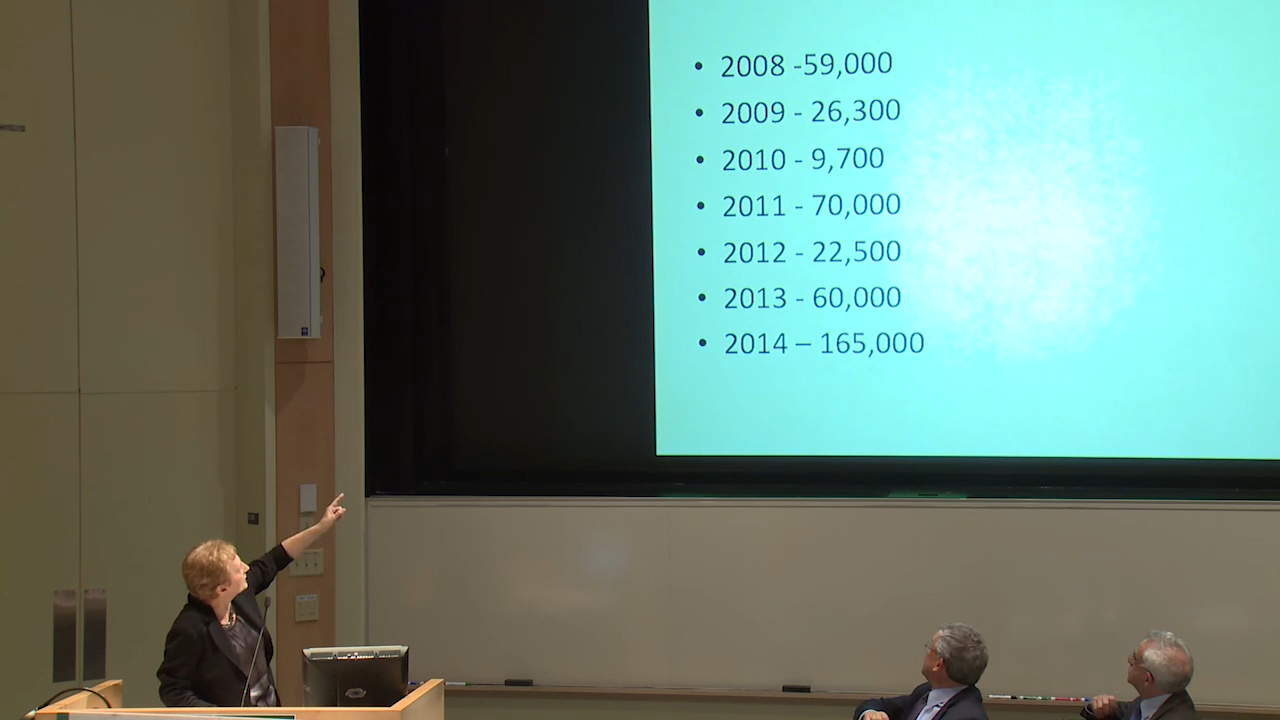 • 2008 -59,000
• 2009 - 26,300
• 2010 - 9,700
• 2011 - 70,000
• 2012 - 22,500
• 2013 - 60,000
• 2014 – 165,000